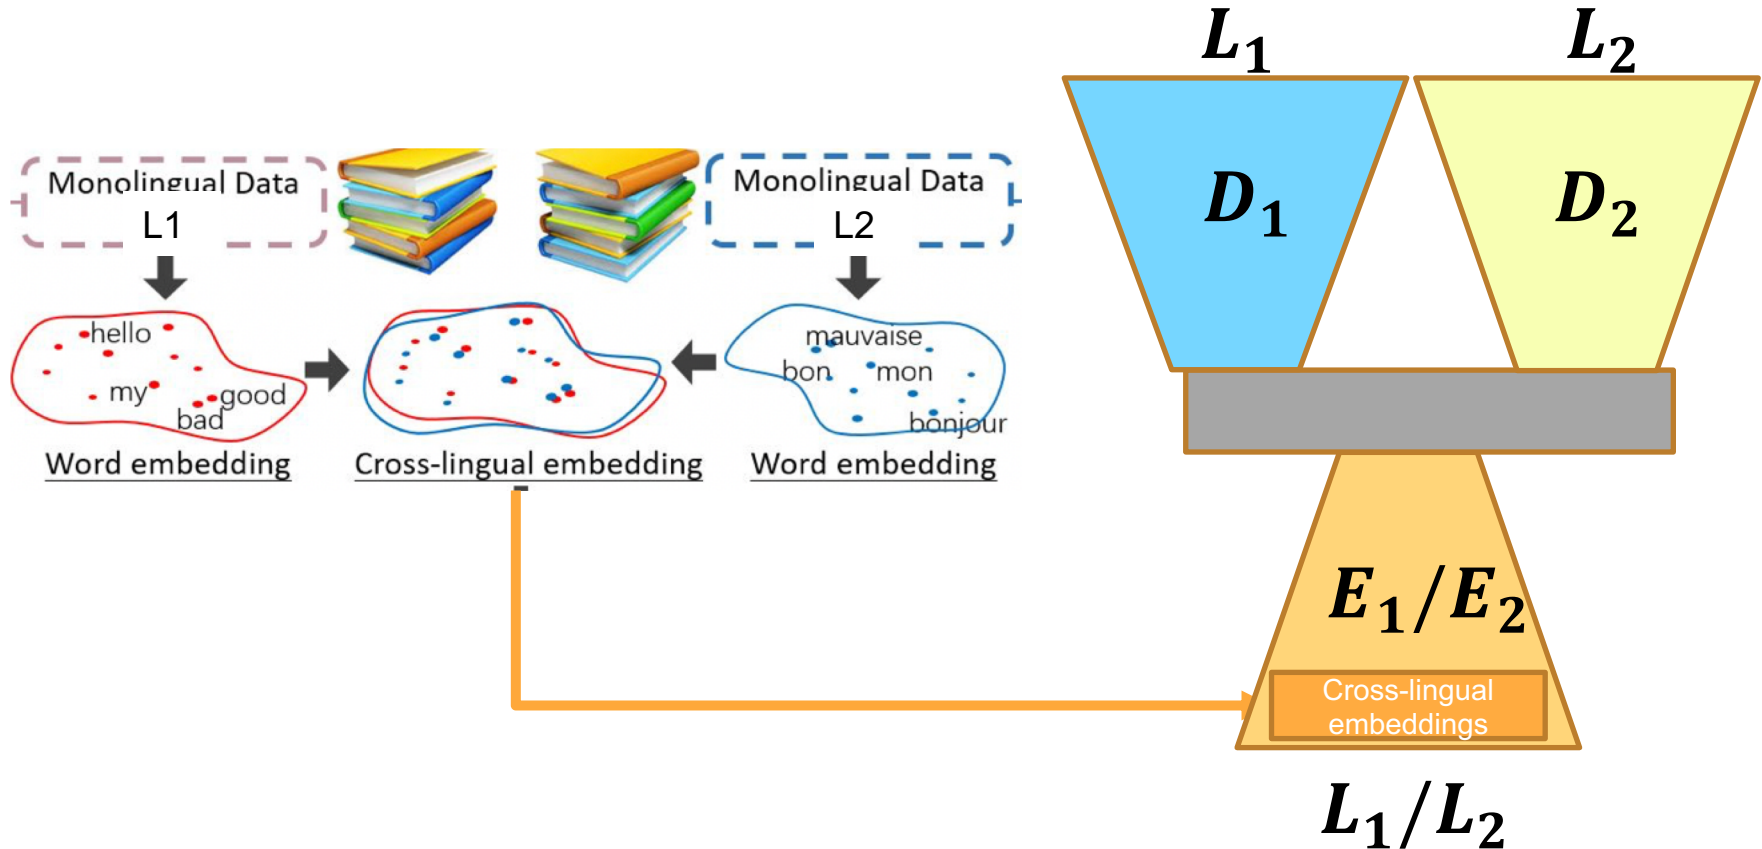 L₁
L₂
D₁
D₂
Monolingual Data
L1
Monolingual Data
L2
hello
my
good
bad
mauvaise
bon
mon
bonjour
Word embedding
Cross-lingual embedding
Word embedding
E₁/E₂
Cross-lingual
embeddings
L₁/L₂